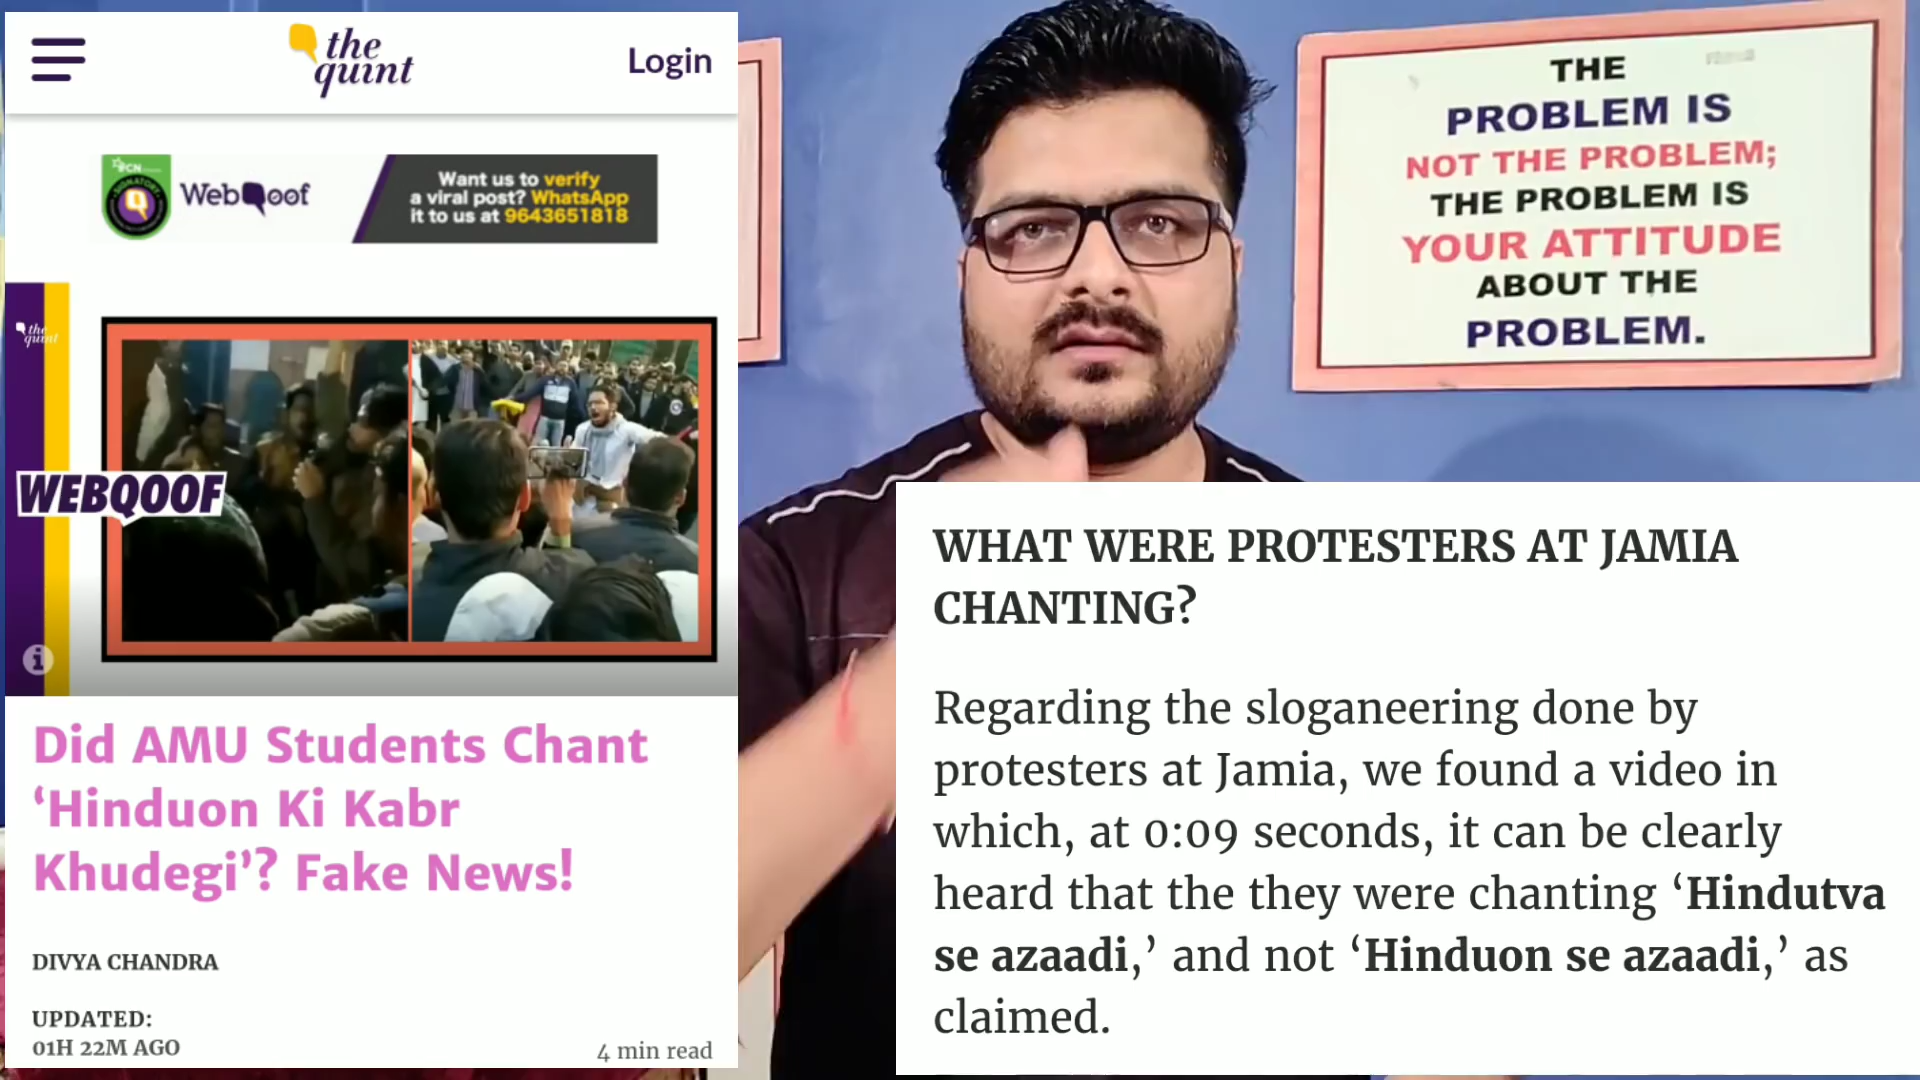 the
quint
Login
WebQoof
Want us to verify
a viral post? WhatsApp
it to us at 9643651818
the
quint
WEBQOOF
Did AMU Students Chant
‘Hinduon Ki Kabr
Khudegi’? Fake News!
DIVYA CHANDRA
UPDATED:
01H 22M AGO
4 min read
THE
PROBLEM IS
NOT THE PROBLEM;
THE PROBLEM IS
YOUR ATTITUDE
ABOUT THE
PROBLEM.
WHAT WERE PROTESTERS AT JAMIA
CHANTING?
Regarding the sloganeering done by
protesters at Jamia, we found a video in
which, at 0:09 seconds, it can be clearly
heard that the they were chanting ‘Hindutva
se azaadi,’ and not ‘Hinduon se azaadi,’ as
claimed.